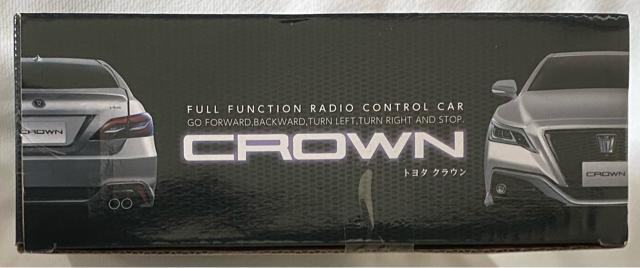 FULL FUNCTION RADIO CONTROL CAR
GO FORWARD,BACKWARD,TURN LEFT,TURN RIGHT AND STOP.
CROWN
トヨタ クラウン
CROWN
CROWN